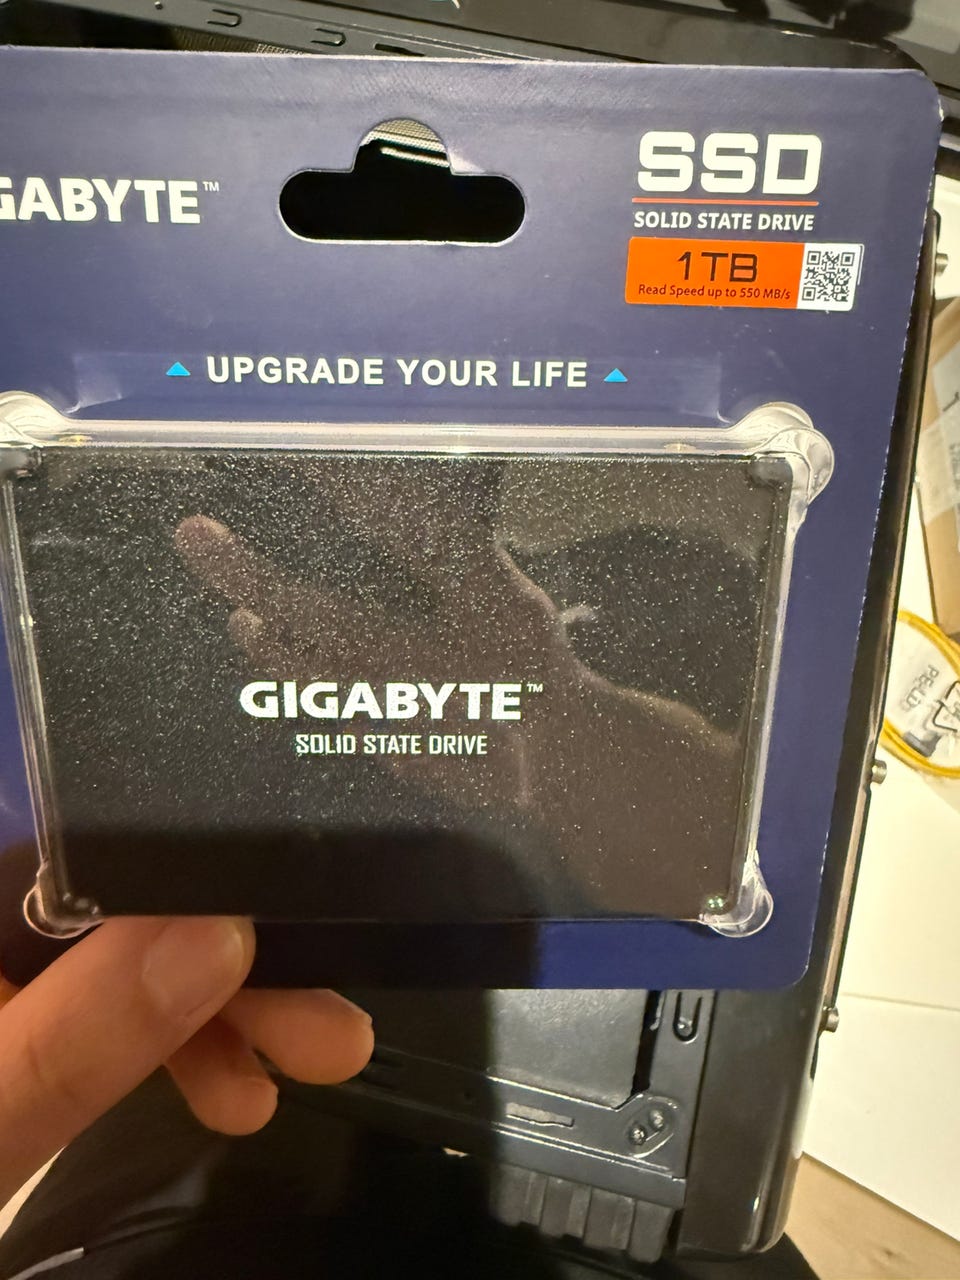 GABYTE™
SSD
SOLID STATE DRIVE
1TB
Read Speed up to 550 MB/s
UPGRADE YOUR LIFE
GIGABYTE™
SOLID STATE DRIVE